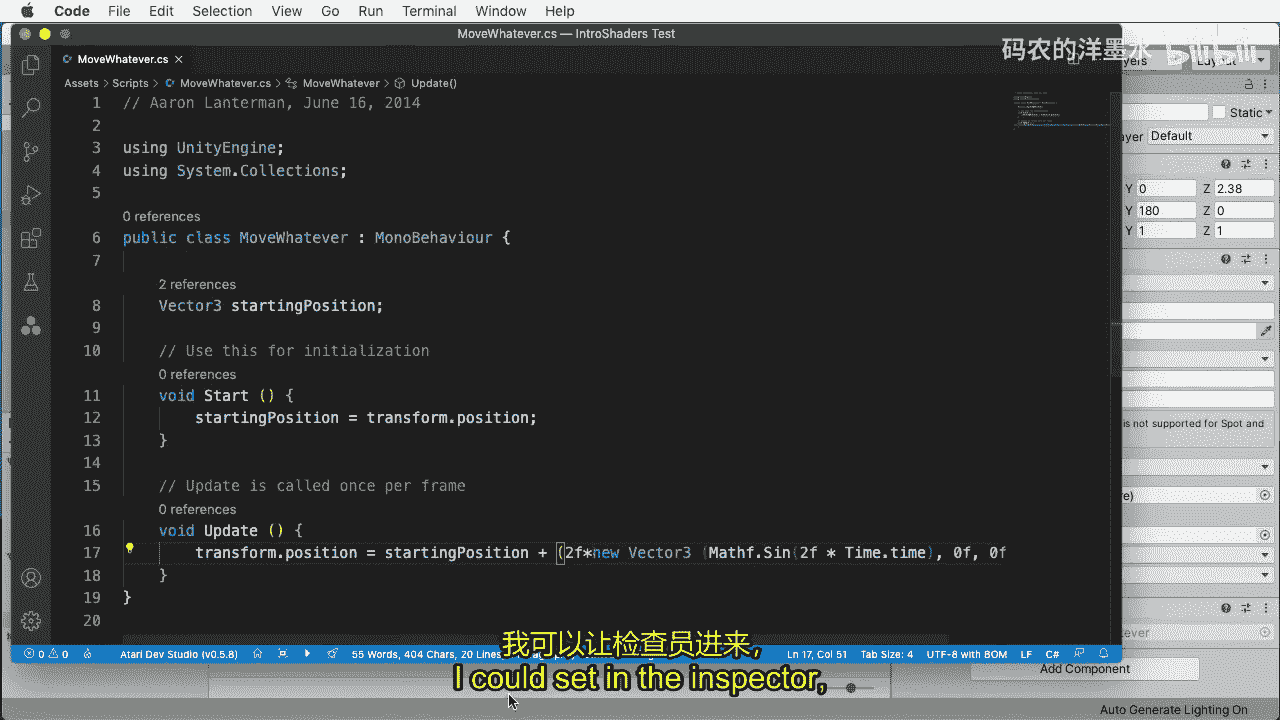 Code File Edit Selection View Go Run Terminal Window Help
MoveWhatever.cs — IntroShaders Test
码农的洋墨水 bilibili
MoveWhatever.cs
Assets > Scripts > MoveWhatever.cs > MoveWhatever > Update()
1 // Aaron Lanterman, June 16, 2014
2
3 using UnityEngine;
4 using System.Collections;
5
0 references
6 public class MoveWhatever : MonoBehaviour {
7
2 references
8 Vector3 startingPosition;
9
10 // Use this for initialization
0 references
11 void Start () {
12 startingPosition = transform.position;
13 }
14
15 // Update is called once per frame
0 references
16 void Update () {
17 transform.position = startingPosition + (2f*new Vector3 (Mathf.Sin(2f * Time.time), 0f, 0f
18 }
19 }
20
Static
Default
Y 0 Z 2.38
Y 180 Z 0
Y 1 Z 1
is not supported for Spot and
0 0 Atari Dev Studio (v0.5.8) 55 Words, 404 Chars, 20 Lines Ln 17, Col 51 Tab Size: 4 UTF-8 with BOM LF C#
Add Component
Auto Generate Lighting On
我可以让检查员进来,
I could set in the inspector,